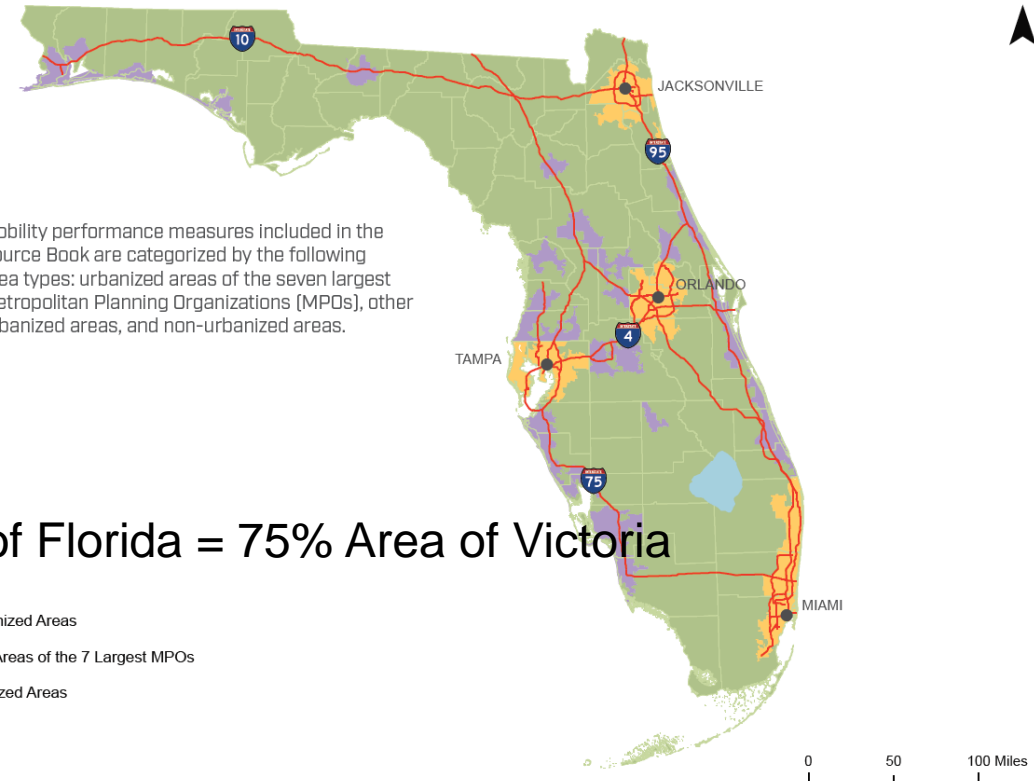 10
JACKSONVILLE
95
obility performance measures included in the
ource Book are categorized by the following
ea types: urbanized areas of the seven largest
etropolitan Planning Organizations (MPOs), other
banized areas, and non-urbanized areas.
ORLANDO
4
TAMPA
75
of Florida = 75% Area of Victoria
MIAMI
nized Areas
Areas of the 7 Largest MPOs
zed Areas
0 50 100 Miles